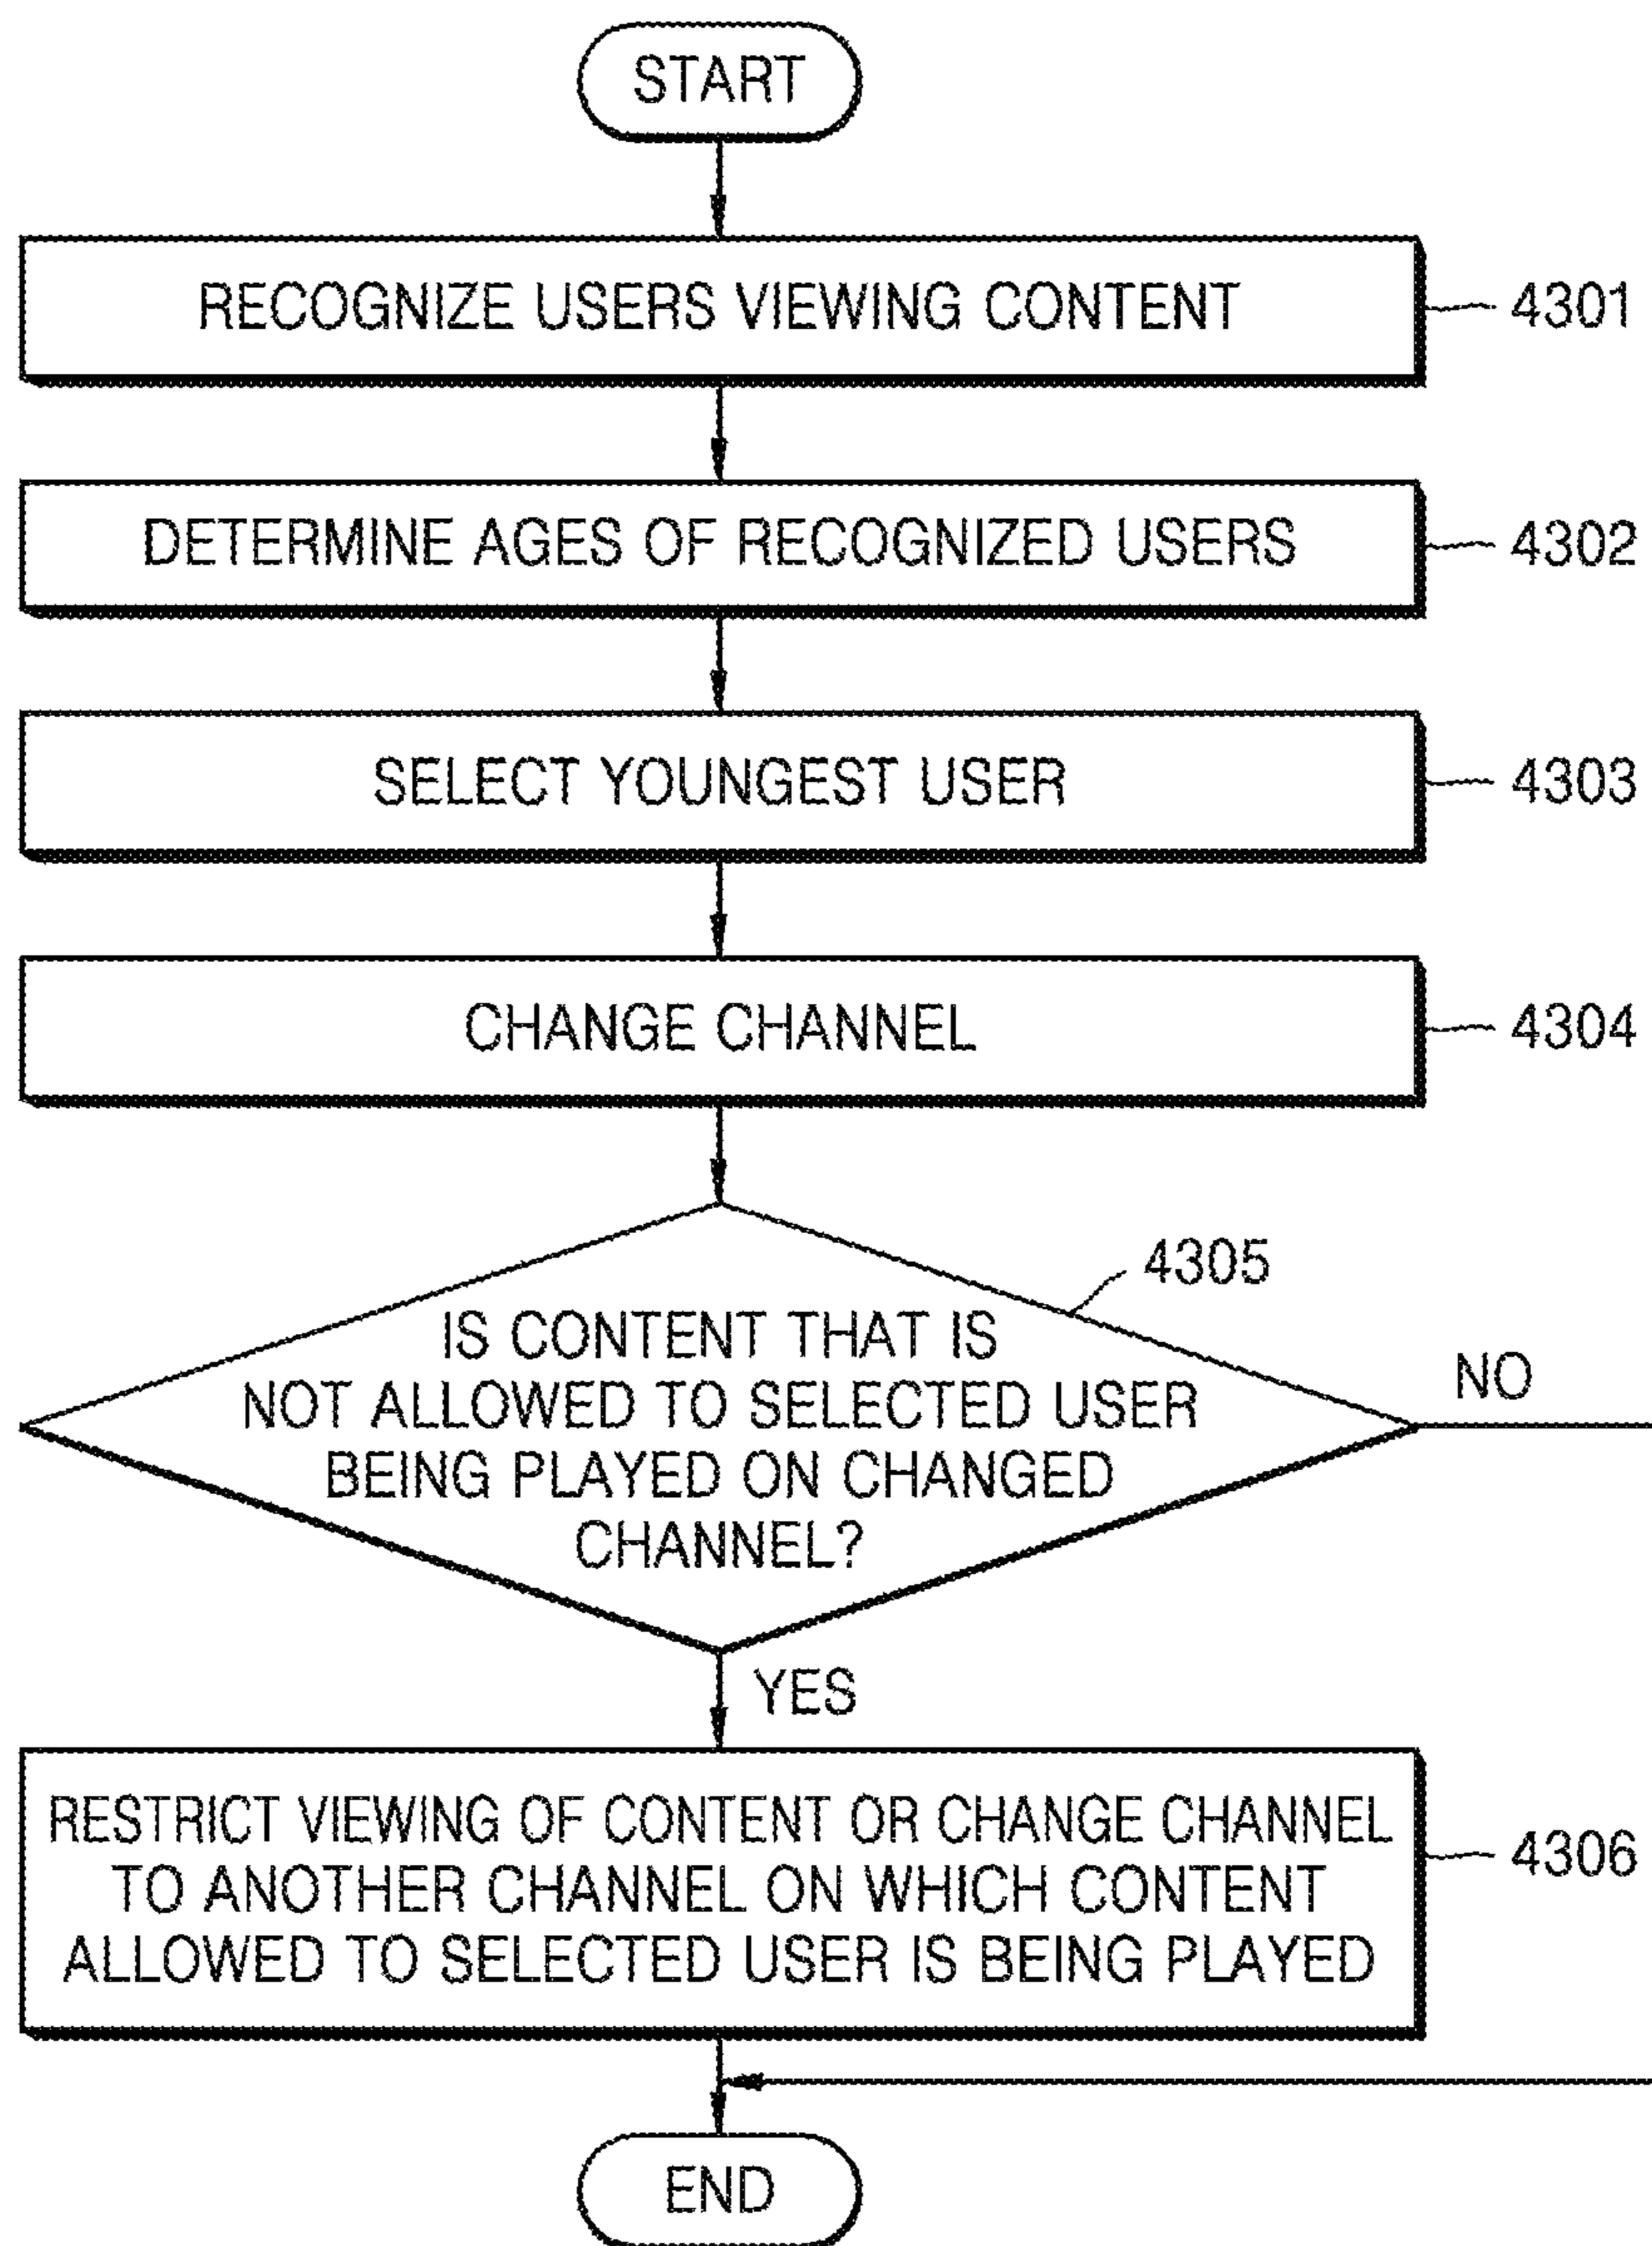 START
RECOGNIZE USERS VIEWING CONTENT
4301
DETERMINE AGES OF RECOGNIZED USERS
4302
SELECT YOUNGEST USER
4303
CHANGE CHANNEL
4304
4305
IS CONTENT THAT IS
NOT ALLOWED TO SELECTED USER
BEING PLAYED ON CHANGED
CHANNEL?
NO
YES
RESTRICT VIEWING OF CONTENT OR CHANGE CHANNEL
TO ANOTHER CHANNEL ON WHICH CONTENT
ALLOWED TO SELECTED USER IS BEING PLAYED
4306
END